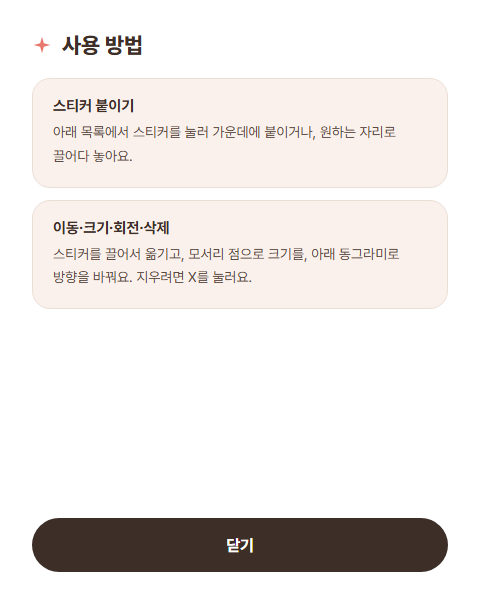 사용 방법
스티커 붙이기
아래 목록에서 스티커를 눌러 가운데에 붙이거나, 원하는 자리로
끌어다 놓아요.
이동·크기·회전·삭제
스티커를 끌어서 옮기고, 모서리 점으로 크기를, 아래 동그라미로
방향을 바꿔요. 지우려면 X를 눌러요.
닫기